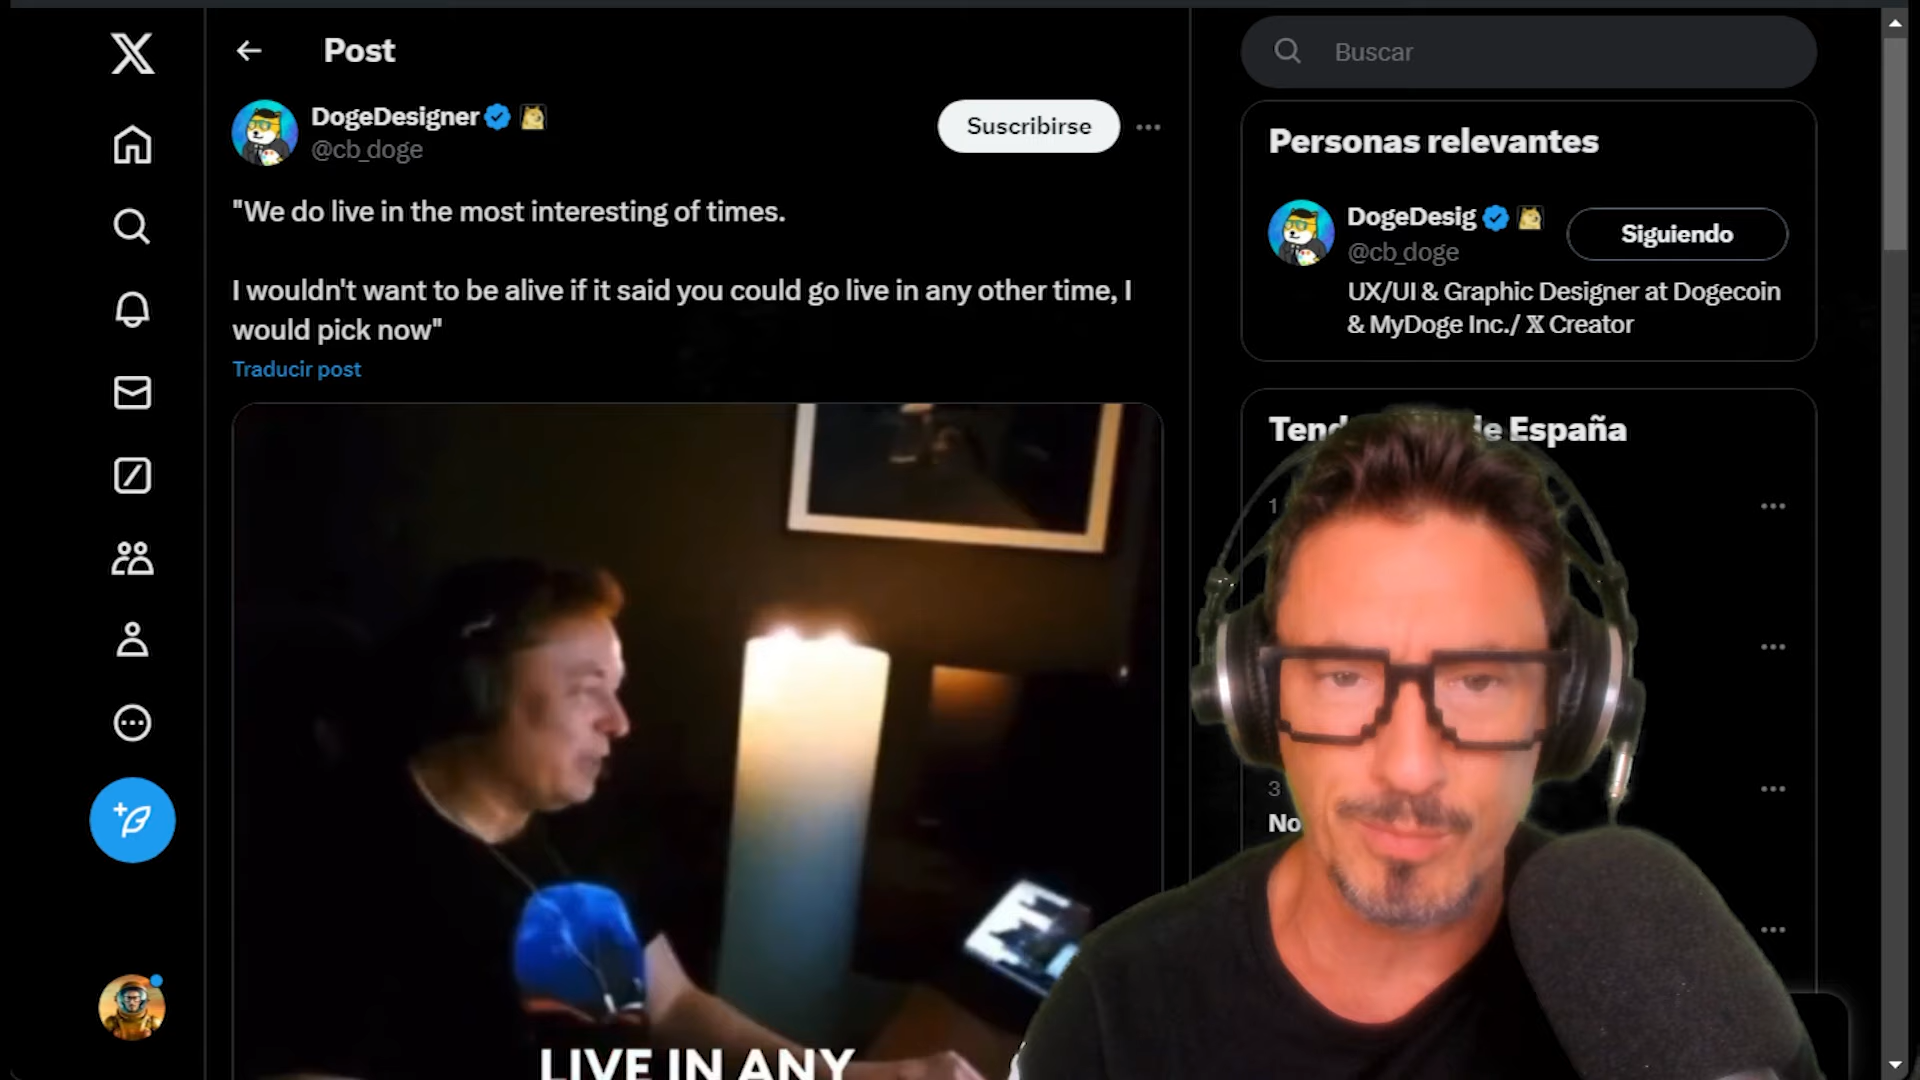 Post
Buscar
DogeDesigner
@cb_doge
Suscribirse
"We do live in the most interesting of times.
I wouldn't want to be alive if it said you could go live in any other time, I
would pick now"
Traducir post
LIVE IN ANY
Personas relevantes
DogeDesig
@cb_doge
Siguiendo
UX/UI & Graphic Designer at Dogecoin
& MyDoge Inc./ 𝕏 Creator
España
1
3
No